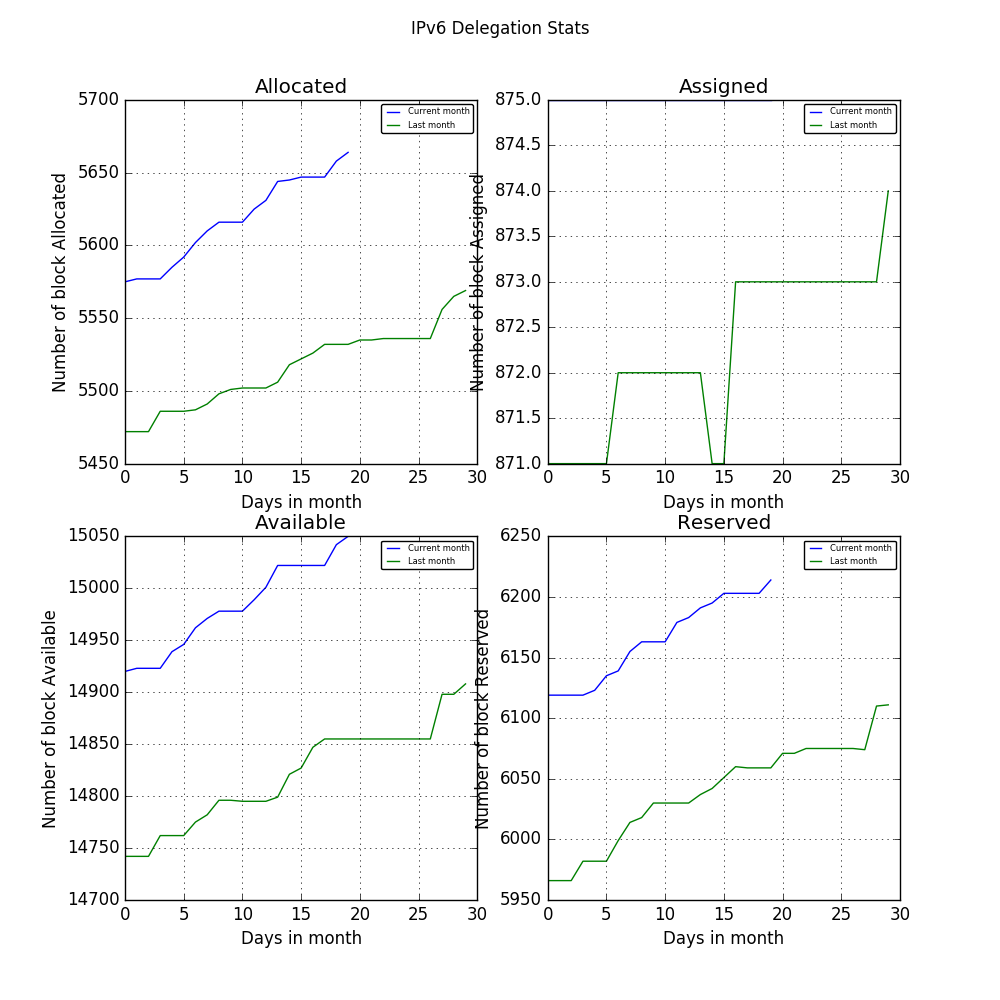 IPv6 Delegation Stats
Allocated
Number of block Allocated
5700
5650
5600
5550
5500
5450
0 5 10 15 20 25 30
Days in month
Current month
Last month
Assigned
Number of block Assigned
875.0
874.5
874.0
873.5
873.0
872.5
872.0
871.5
871.0
0 5 10 15 20 25 30
Days in month
Current month
Last month
Available
Number of block Available
15050
15000
14950
14900
14850
14800
14750
14700
0 5 10 15 20 25 30
Days in month
Current month
Last month
Reserved
Number of block Reserved
6250
6200
6150
6100
6050
6000
5950
0 5 10 15 20 25 30
Days in month
Current month
Last month